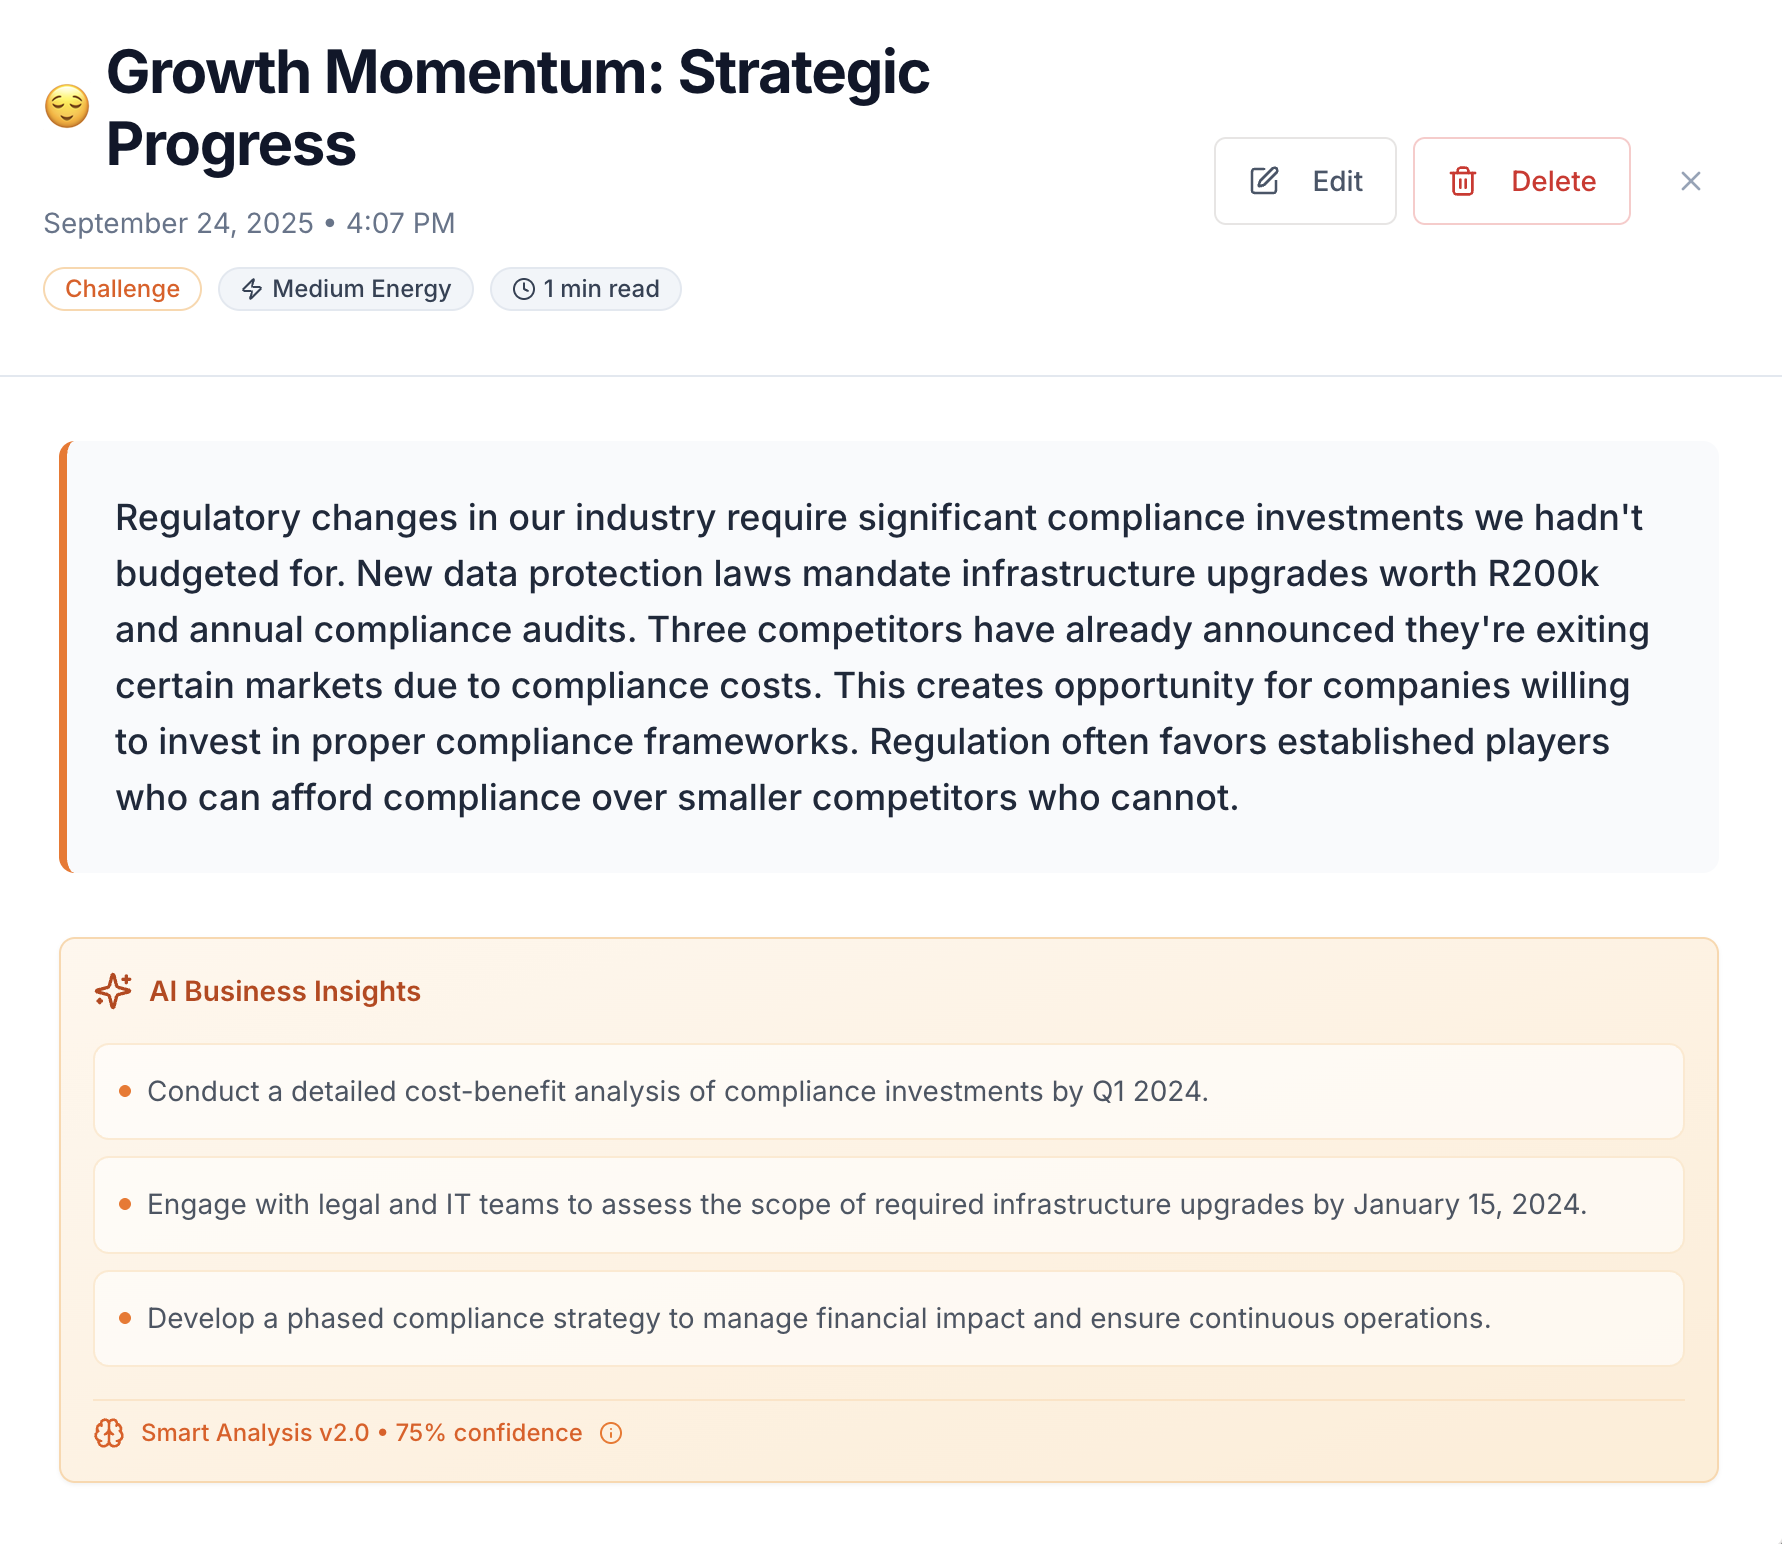 Growth Momentum: Strategic
Progress
Edit
Delete
September 24, 2025 • 4:07 PM
Challenge
Medium Energy
1 min read
Regulatory changes in our industry require significant compliance investments we hadn't
budgeted for. New data protection laws mandate infrastructure upgrades worth R200k
and annual compliance audits. Three competitors have already announced they're exiting
certain markets due to compliance costs. This creates opportunity for companies willing
to invest in proper compliance frameworks. Regulation often favors established players
who can afford compliance over smaller competitors who cannot.
AI Business Insights
• Conduct a detailed cost-benefit analysis of compliance investments by Q1 2024.
• Engage with legal and IT teams to assess the scope of required infrastructure upgrades by January 15, 2024.
• Develop a phased compliance strategy to manage financial impact and ensure continuous operations.
Smart Analysis v2.0 • 75% confidence